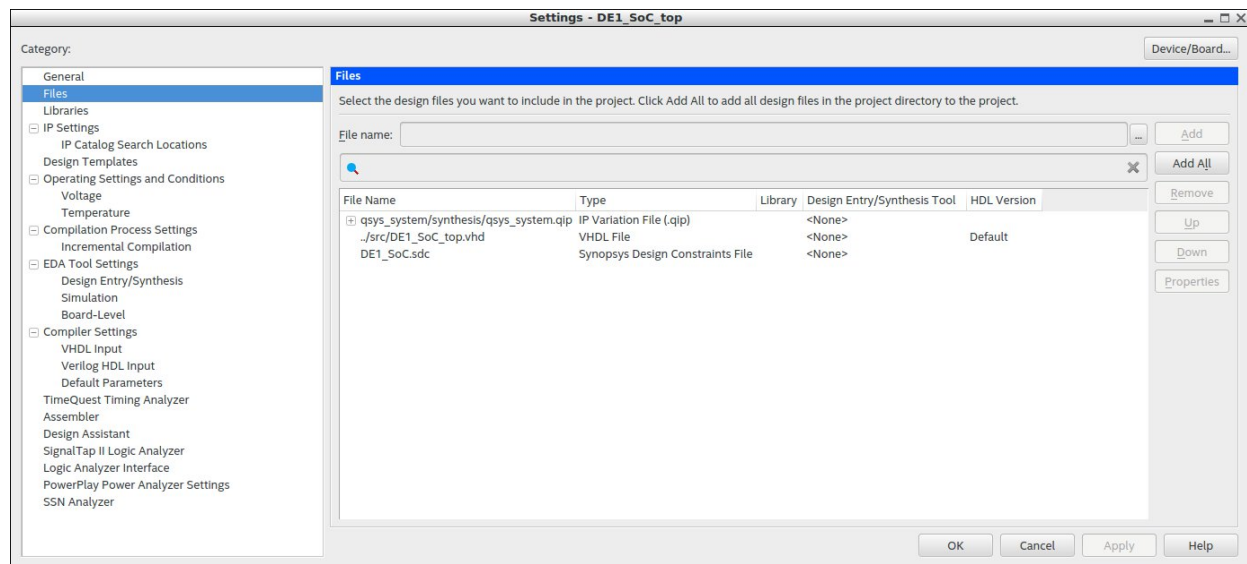 Settings - DE1_SoC_top
Category:
Device/Board...
General
Files
Libraries
IP Settings
IP Catalog Search Locations
Design Templates
Operating Settings and Conditions
Voltage
Temperature
Compilation Process Settings
Incremental Compilation
EDA Tool Settings
Design Entry/Synthesis
Simulation
Board-Level
Compiler Settings
VHDL Input
Verilog HDL Input
Default Parameters
TimeQuest Timing Analyzer
Assembler
Design Assistant
SignalTap II Logic Analyzer
Logic Analyzer Interface
PowerPlay Power Analyzer Settings
SSN Analyzer
Files
Select the design files you want to include in the project. Click Add All to add all design files in the project directory to the project.
File name: ... Add
Add All
Remove
Up
Down
Properties
File Name Type Library Design Entry/Synthesis Tool HDL Version
qsys_system/synthesis/qsys_system.qip IP Variation File (.qip) <None>
../src/DE1_SoC_top.vhd VHDL File <None> Default
DE1_SoC.sdc Synopsys Design Constraints File <None>
OK Cancel Apply Help